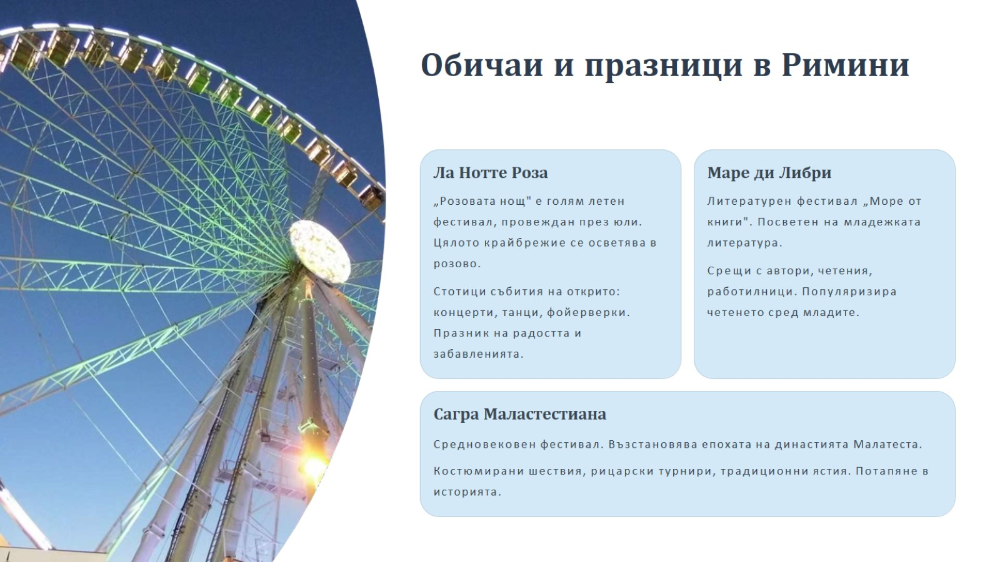 Обичаи и празници в Римини
Ла Нотте Роза
„Розовата нощ" е голям летен
фестивал, провеждан през юли.
Цялото крайбрежие се осветява в
розово.
Стотици събития на открито:
концерти, танци, фойерверки.
Празник на радостта и
забавленията.
Маре ди Либри
Литературен фестивал „Море от
книги". Посветен на младежката
литература.
Срещи с автори, четения,
работилници. Популяризира
четенето сред младите.
Сагра Маластестиана
Средновековен фестивал. Възстановява епохата на династията Малатеста.
Костюмирани шествия, рицарски турнири, традиционни ястия. Потапяне в
историята.